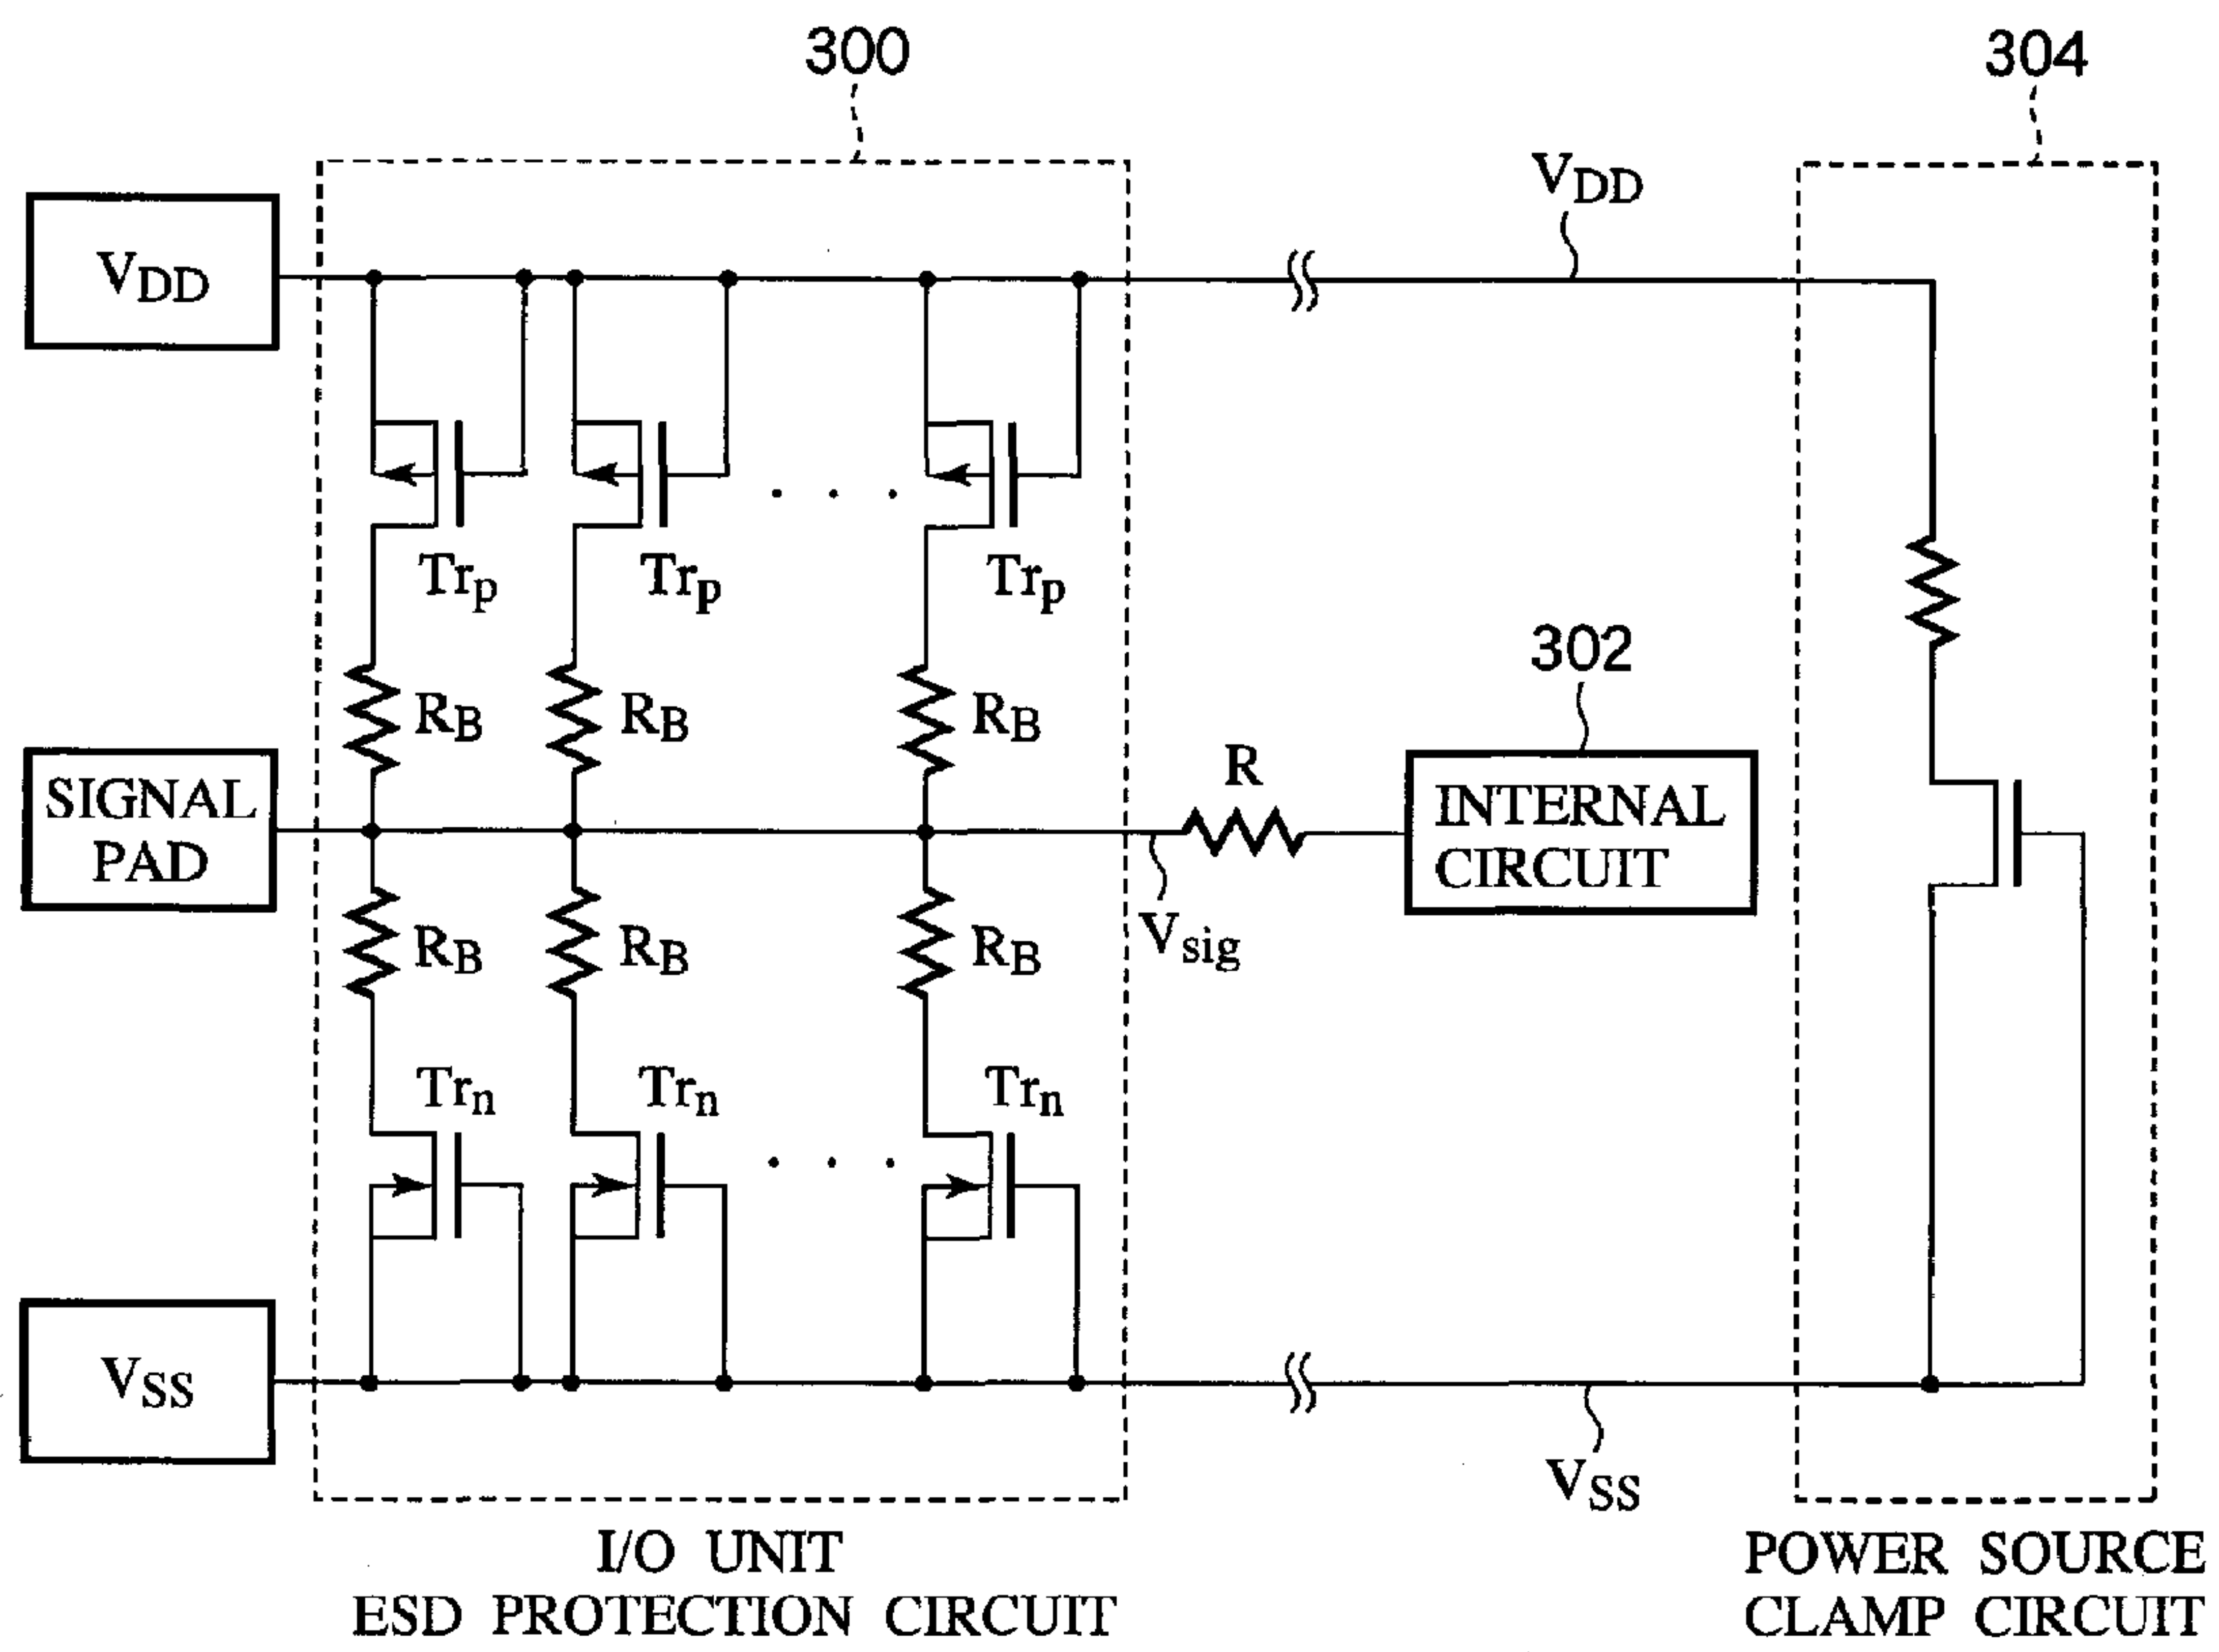 300
304
VDD
VDD
Trp
Trp
Trp
RB
RB
RB
302
R
SIGNAL
PAD
INTERNAL
CIRCUIT
Vsig
RB
RB
RB
Trn
Trn
Trn
VSS
VSS
I/O UNIT
ESD PROTECTION CIRCUIT
POWER SOURCE
CLAMP CIRCUIT